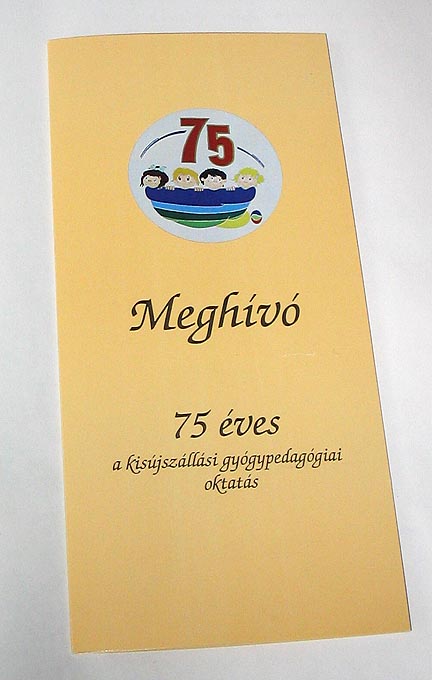 75
Meghívó
75 éves
a kisújszállási gyógypedagógiai
oktatás